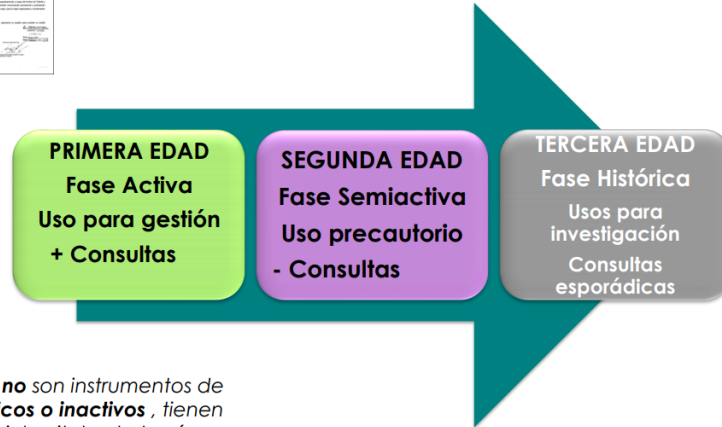 PRIMERA EDAD
Fase Activa
Uso para gestión
+ Consultas
SEGUNDA EDAD
Fase Semiactiva
Uso precautorio
- Consultas
TERCERA EDAD
Fase Histórica
Usos para
investigación
Consultas
esporádicas
no son instrumentos de
icos o inactivos , tienen